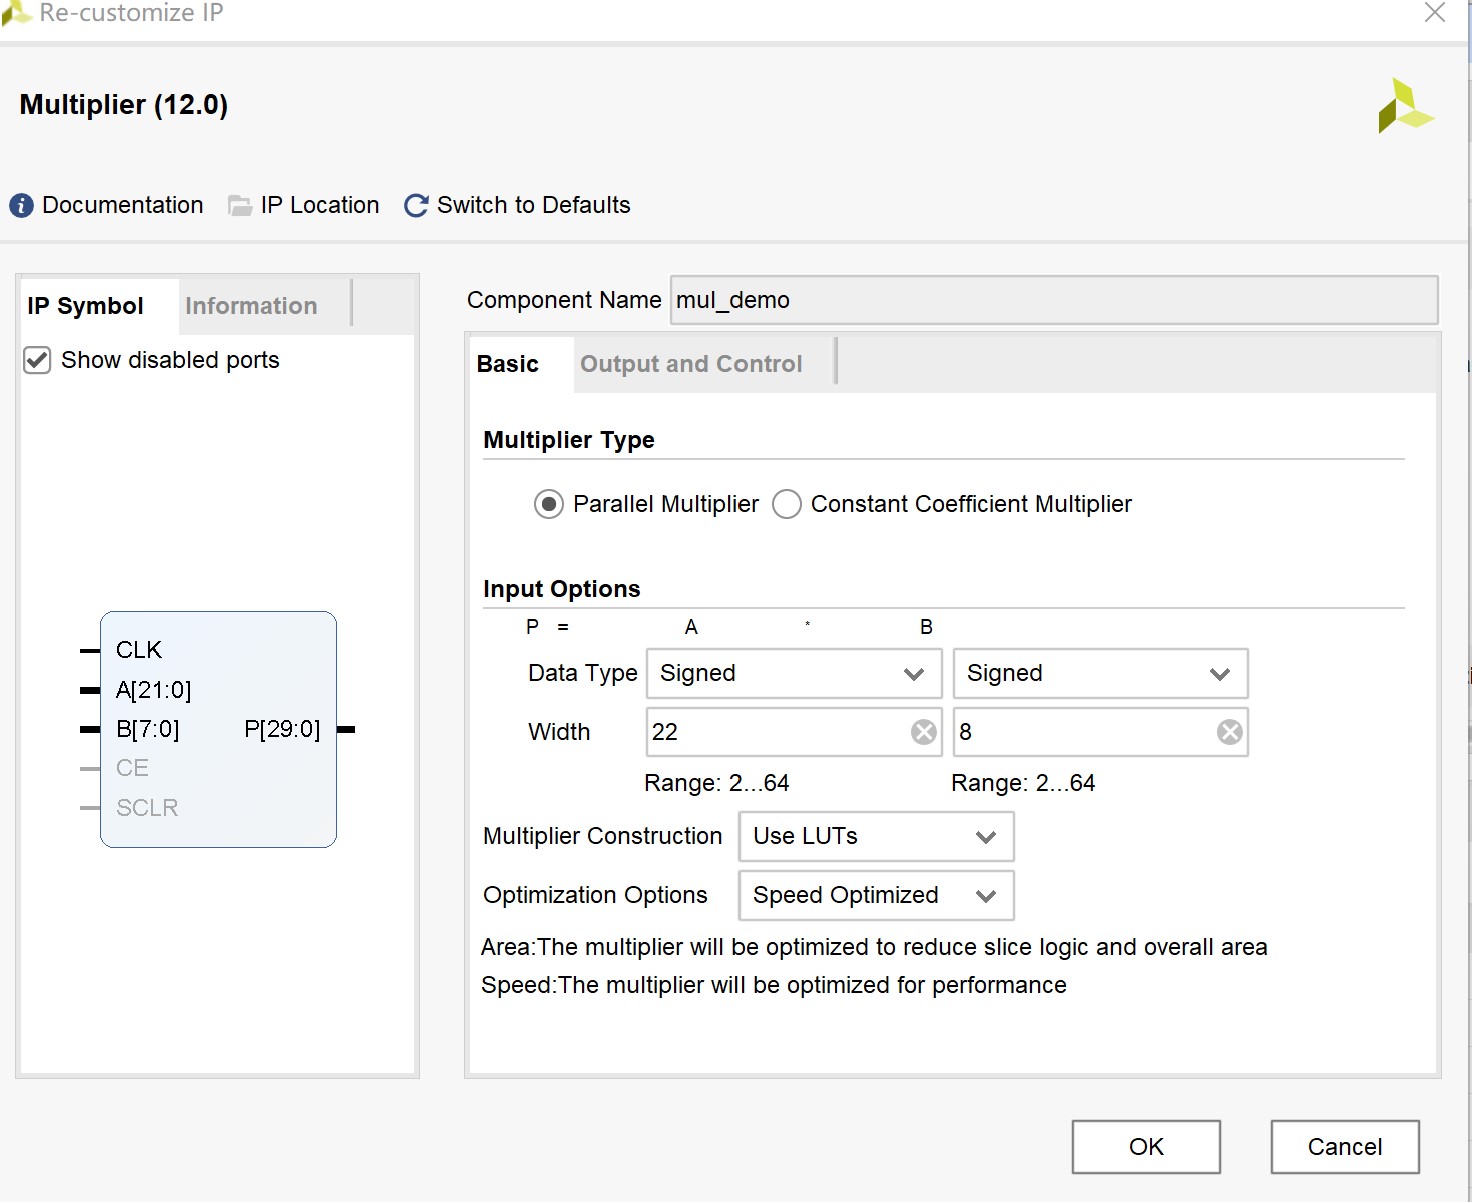 Re-customize IP
Multiplier (12.0)
Documentation IP Location Switch to Defaults
IP Symbol Information
Show disabled ports
CLK
A[21:0]
B[7:0] P[29:0]
CE
SCLR
Component Name mul_demo
Basic Output and Control
Multiplier Type
Parallel Multiplier Constant Coefficient Multiplier
Input Options
P = A * B
Data Type Signed Signed
Width 22 8
Range: 2...64 Range: 2...64
Multiplier Construction Use LUTs
Optimization Options Speed Optimized
Area:The multiplier will be optimized to reduce slice logic and overall area
Speed:The multiplier will be optimized for performance
OK Cancel